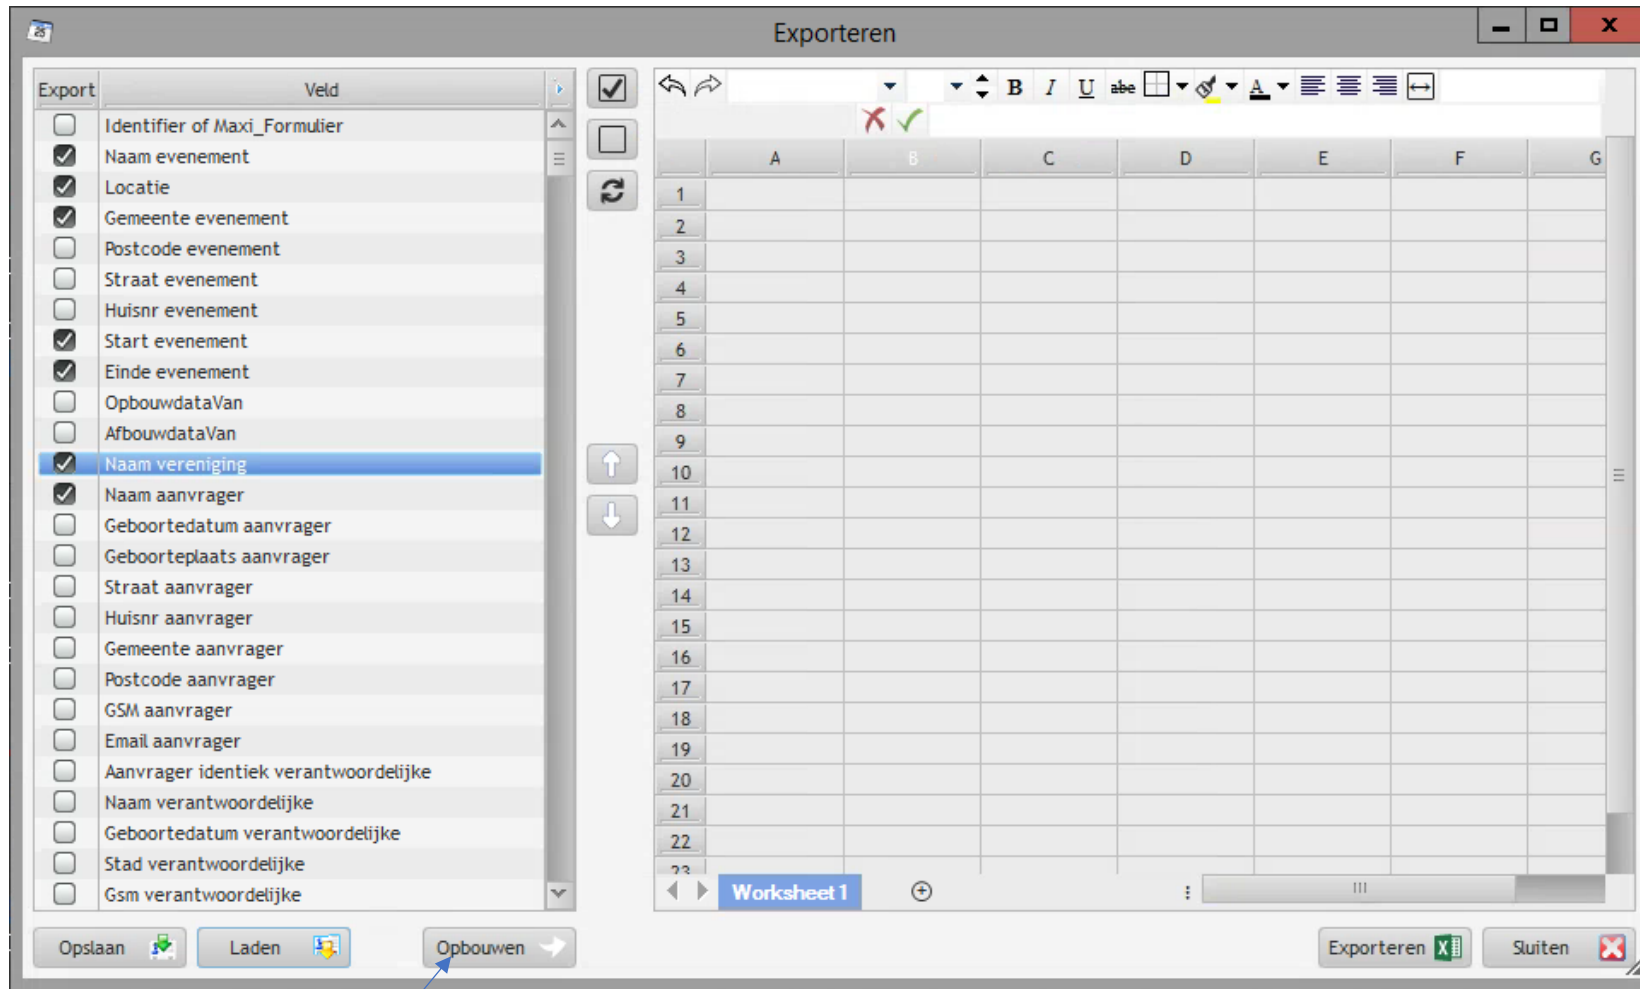 Exporteren
X
Export Veld
Identifier of Maxi_Formulier
Naam evenement
Locatie
Gemeente evenement
Postcode evenement
Straat evenement
Huisnr evenement
Start evenement
Einde evenement
OpbouwdataVan
AfbouwdataVan
Naam vereniging
Naam aanvrager
Geboortedatum aanvrager
Geboorteplaats aanvrager
Straat aanvrager
Huisnr aanvrager
Gemeente aanvrager
Postcode aanvrager
GSM aanvrager
Email aanvrager
Aanvrager identiek verantwoordelijke
Naam verantwoordelijke
Geboortedatum verantwoordelijke
Stad verantwoordelijke
Gsm verantwoordelijke
B I U abe A
A B C D E F G
1
2
3
4
5
6
7
8
9
10
11
12
13
14
15
16
17
18
19
20
21
22
23
Worksheet 1
Opslaan Laden Opbouwen Exporteren Sluiten